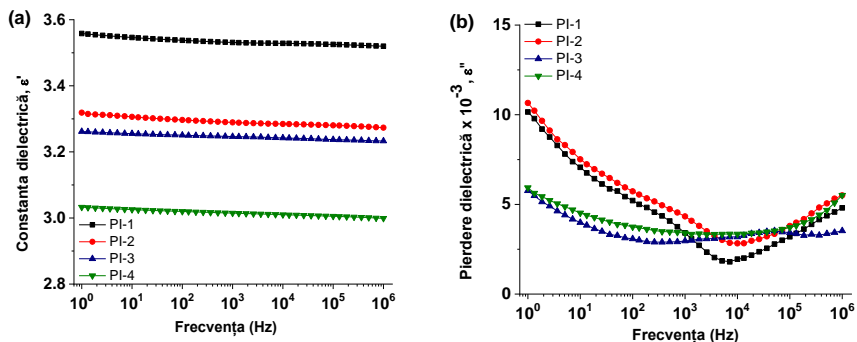 (a)
3.6
3.4
3.2
3.0
2.8
Constanta dielectrică, ε'
PI-1
PI-2
PI-3
PI-4
10⁰ 10¹ 10² 10³ 10⁴ 10⁵ 10⁶
Frecvența (Hz)
(b)
15
10
5
0
Pierdere dielectrică x 10⁻³, ε"
PI-1
PI-2
PI-3
PI-4
10⁰ 10¹ 10² 10³ 10⁴ 10⁵ 10⁶
Frecvența (Hz)